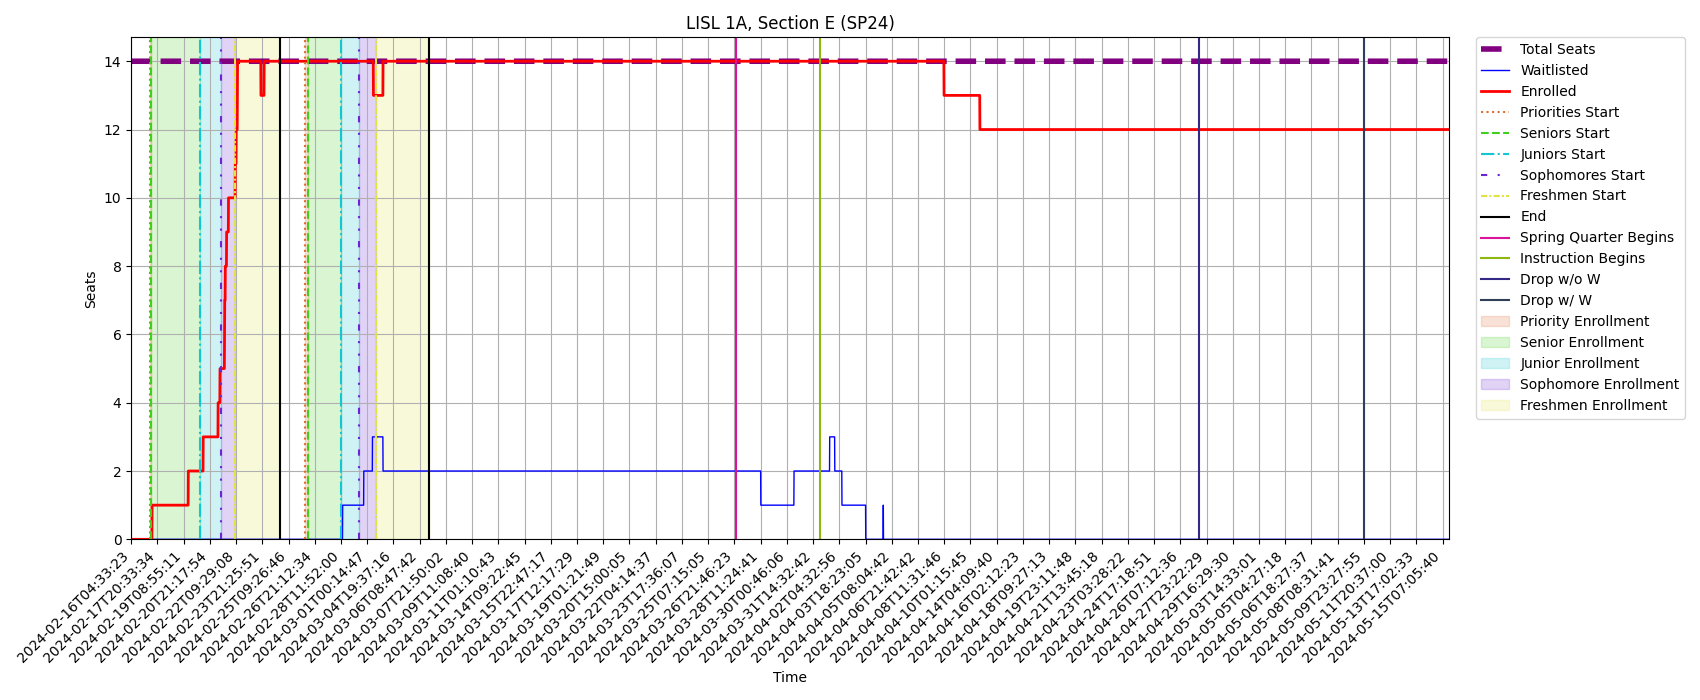 LISL 1A, Section E (SP24)
Total Seats
Waitlisted
Enrolled
Priorities Start
Seniors Start
Juniors Start
Sophomores Start
Freshmen Start
End
Spring Quarter Begins
Instruction Begins
Drop w/o W
Drop w/ W
Priority Enrollment
Senior Enrollment
Junior Enrollment
Sophomore Enrollment
Freshmen Enrollment
Seats
14
12
10
8
6
4
2
0
2024-02-16T04:33:23
2024-02-17T20:33:34
2024-02-19T08:55:11
2024-02-20T21:17:54
2024-02-22T09:29:08
2024-02-23T21:25:51
2024-02-25T09:26:46
2024-02-26T21:12:34
2024-02-28T11:52:00
2024-03-01T00:14:47
2024-03-04T19:37:16
2024-03-06T08:47:42
2024-03-07T21:50:02
2024-03-09T11:08:40
2024-03-11T01:10:43
2024-03-14T09:22:45
2024-03-15T22:47:17
2024-03-17T12:17:29
2024-03-19T01:21:49
2024-03-20T15:00:05
2024-03-22T04:14:37
2024-03-23T17:36:07
2024-03-25T07:15:05
2024-03-26T21:46:23
2024-03-28T11:24:41
2024-03-30T00:46:06
2024-03-31T14:32:42
2024-04-02T04:32:56
2024-04-03T18:23:05
2024-04-05T08:04:42
2024-04-06T21:42:42
2024-04-08T11:31:46
2024-04-10T01:15:45
2024-04-14T04:09:40
2024-04-16T02:12:23
2024-04-18T09:27:13
2024-04-19T23:11:48
2024-04-21T13:45:18
2024-04-23T03:28:22
2024-04-24T17:18:51
2024-04-26T07:12:36
2024-04-27T23:22:29
2024-04-29T16:29:30
2024-05-03T14:33:01
2024-05-05T04:27:18
2024-05-06T18:27:37
2024-05-08T08:31:41
2024-05-09T23:27:55
2024-05-11T20:37:00
2024-05-13T17:02:33
2024-05-15T07:05:40
Time